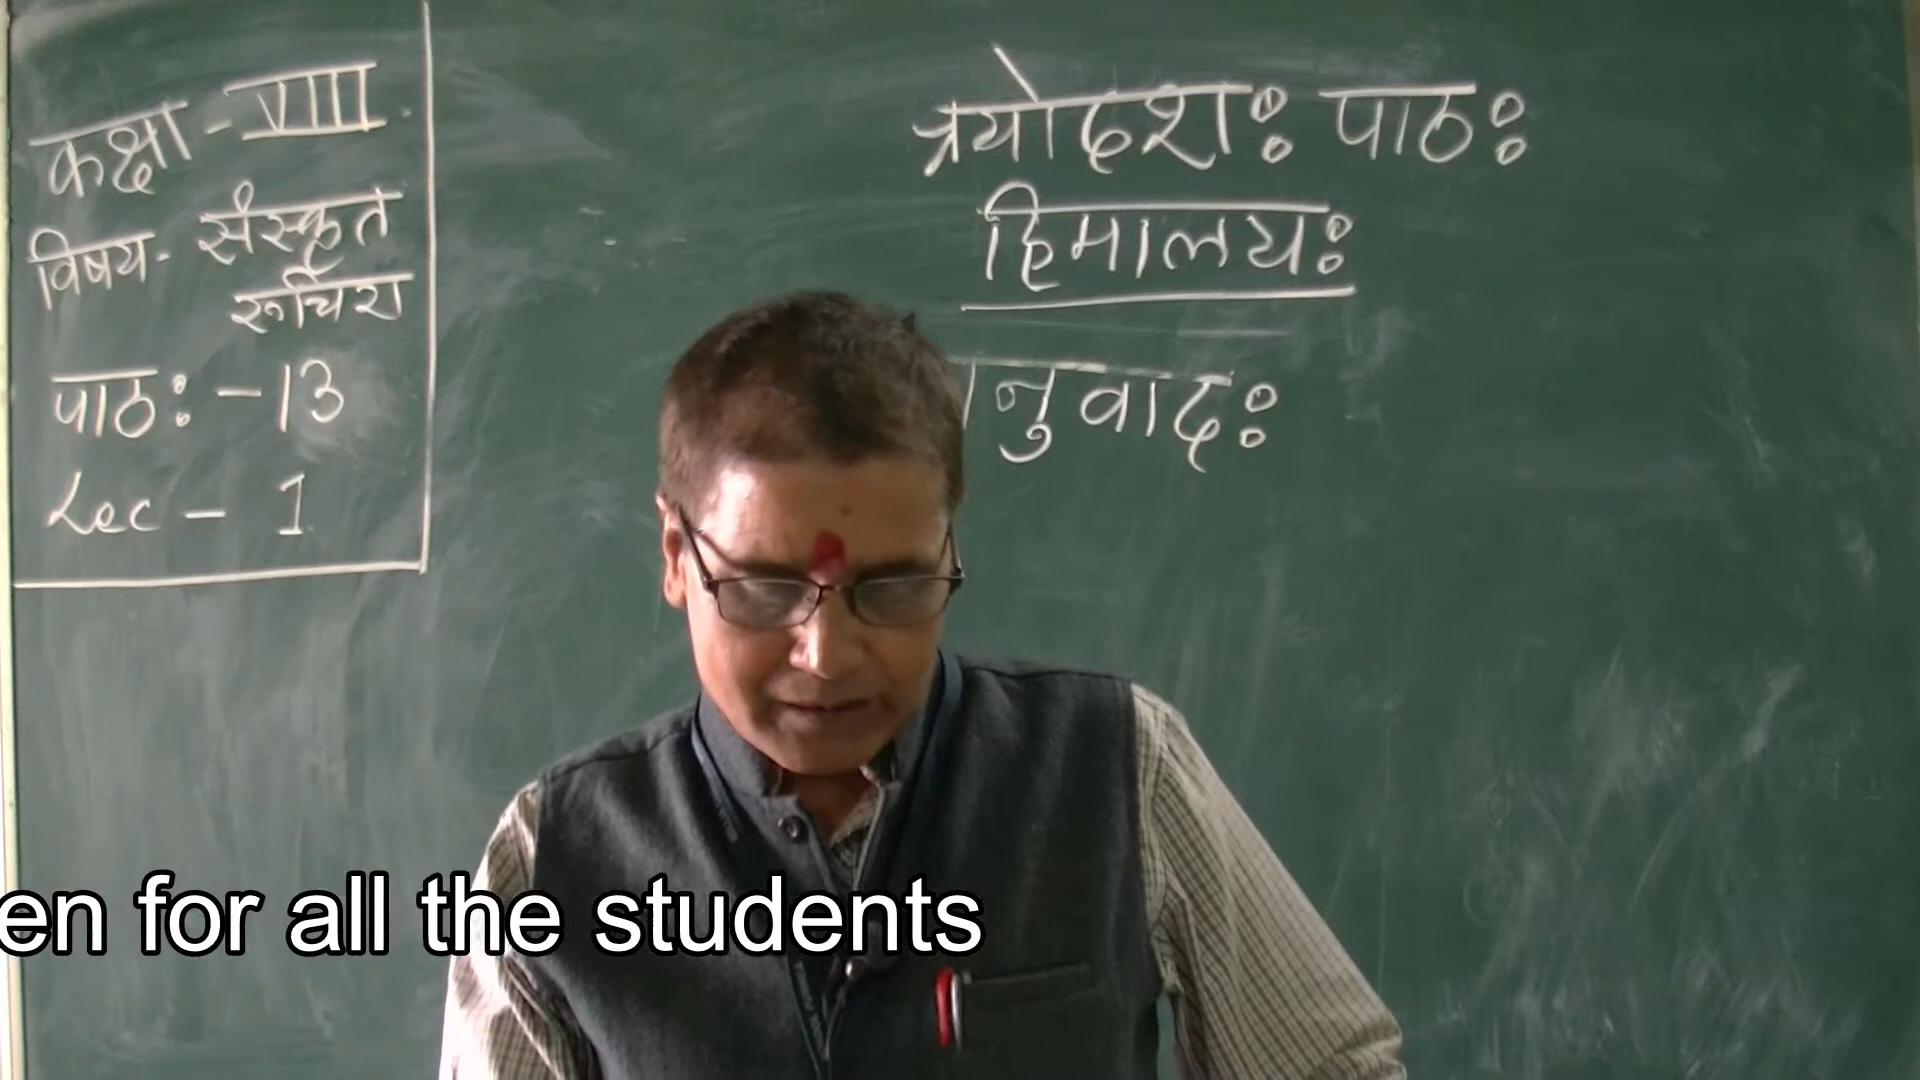 कक्षा - VIII.
विषय - संस्कृत
रूचिरा
पाठः - 13
Lec - 1
त्रयोदशः पाठः
हिमालयः
नुवादः
en for all the students